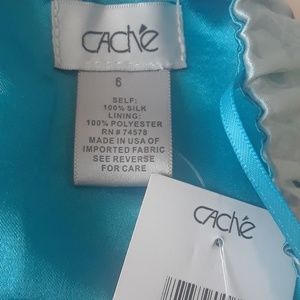 CACHÉ
6
SELF:
100% SILK
LINING:
100% POLYESTER
RN # 74578
MADE IN USA OF
IMPORTED FABRIC
SEE REVERSE
FOR CARE
CACHÉ